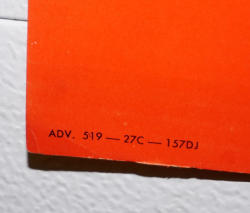 ADV. 519 — 27C — 157DJ